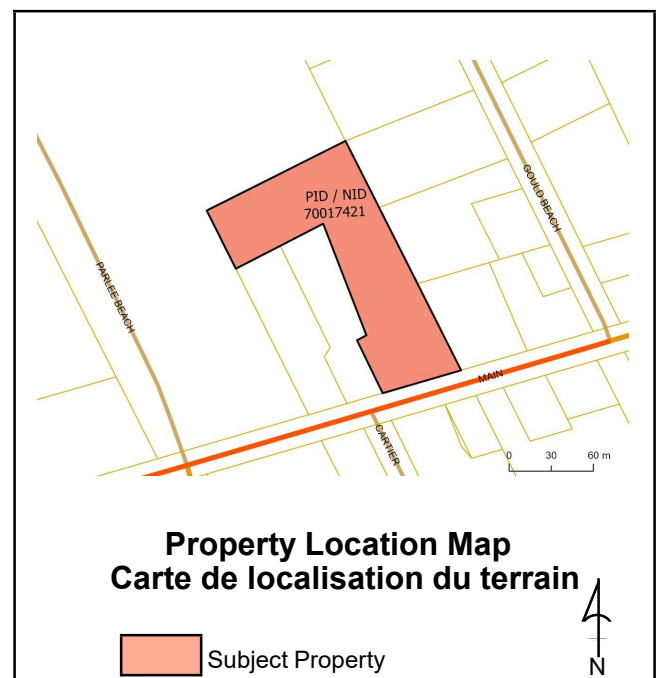 GOULD BEACH
PID / NID
70017421
PARLEE BEACH
MAIN
CARTIER
0 30 60 m
Property Location Map
Carte de localisation du terrain
Subject Property
N